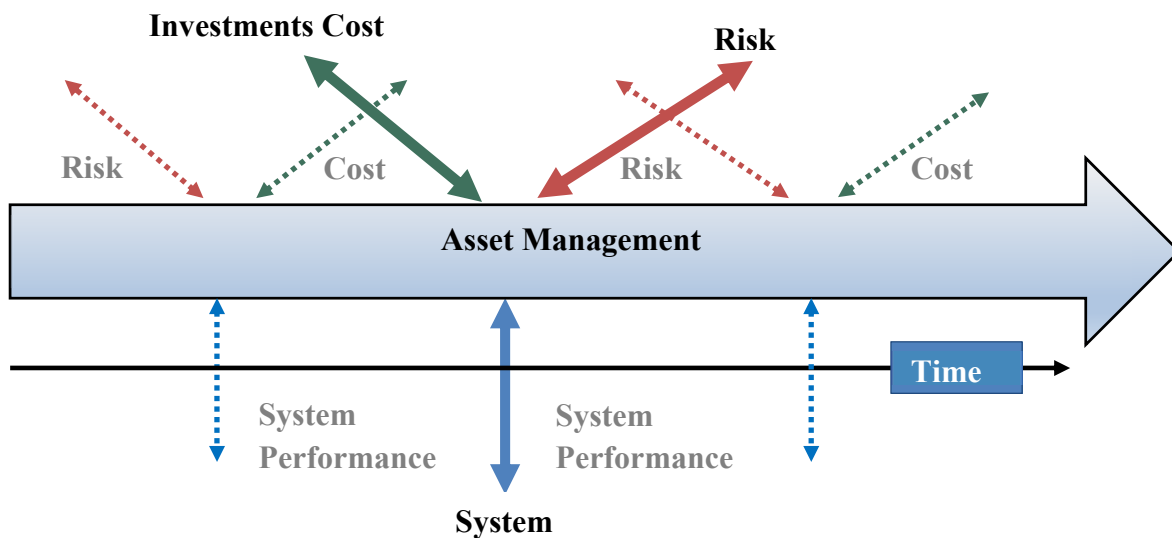 Investments Cost
Risk
Risk
Cost
Risk
Cost
Asset Management
Time
System
Performance
System
Performance
System